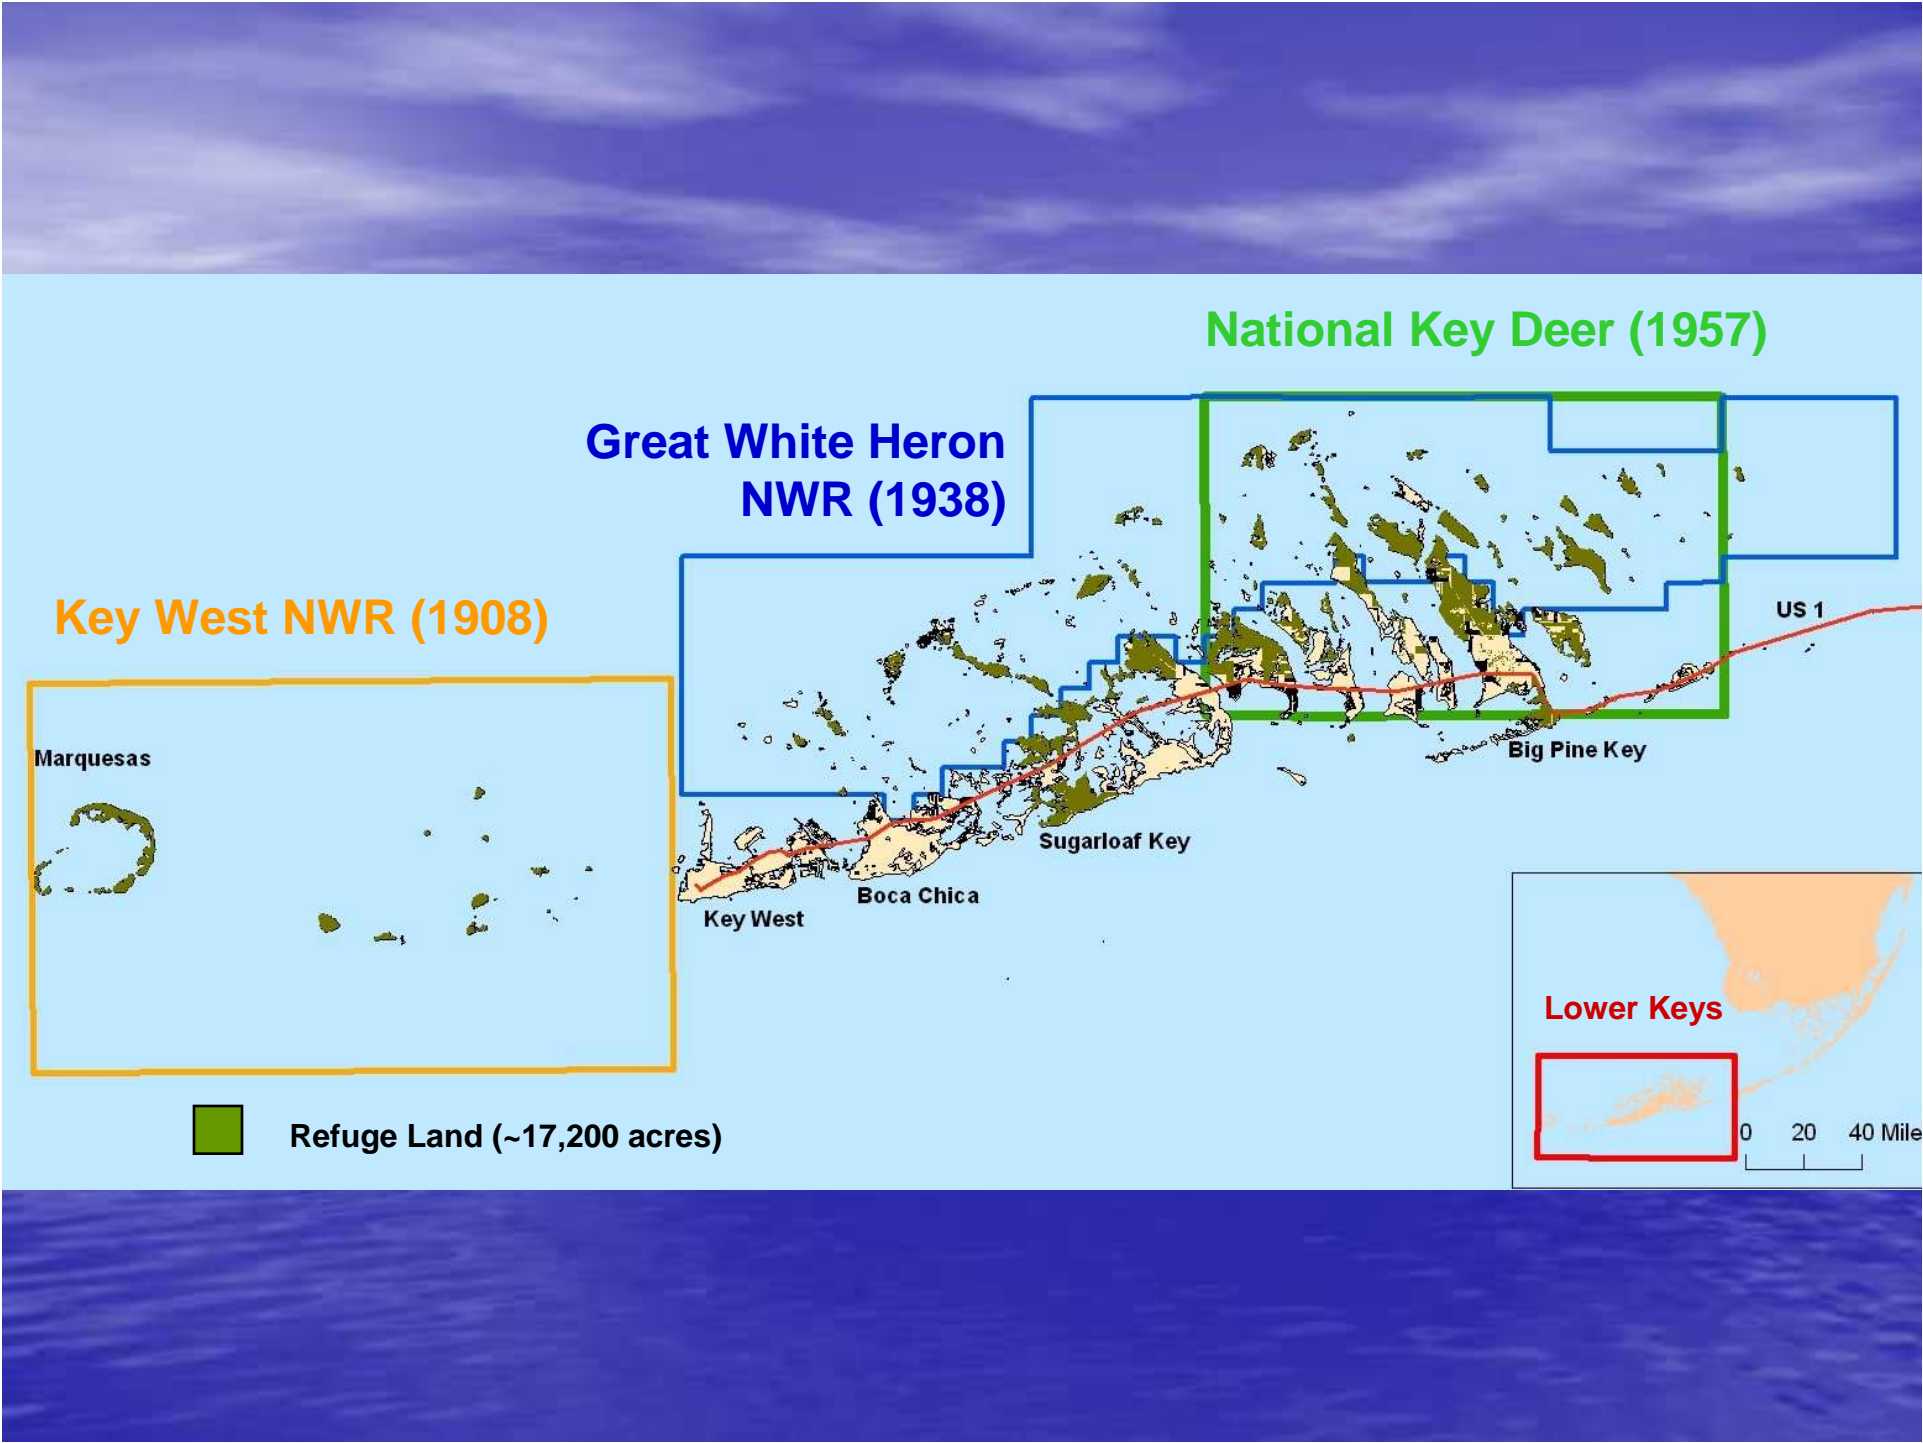 National Key Deer (1957)
Great White Heron
NWR (1938)
Key West NWR (1908)
US 1
Marquesas
Big Pine Key
Sugarloaf Key
Boca Chica
Key West
Lower Keys
0 20 40 Mile
Refuge Land (~17,200 acres)